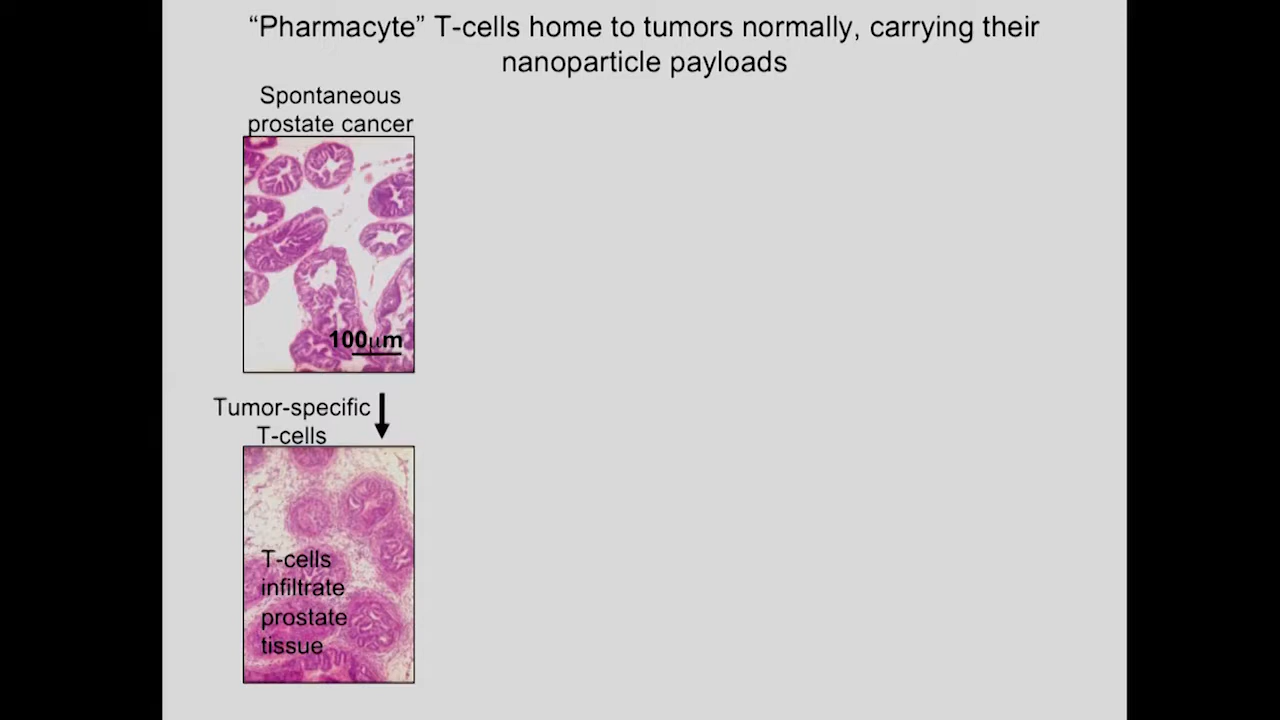 “Pharmacyte” T-cells home to tumors normally, carrying their
nanoparticle payloads
Spontaneous
prostate cancer
100μm
Tumor-specific
T-cells
T-cells
infiltrate
prostate
tissue